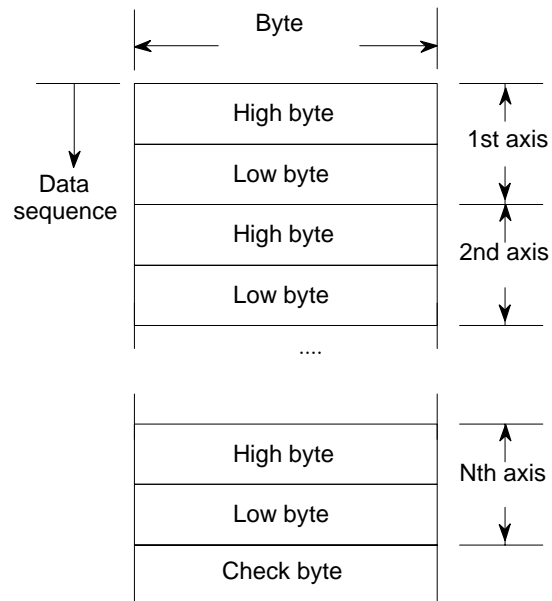 Byte
High byte
1st axis
Low byte
Data
sequence
High byte
2nd axis
Low byte
....
High byte
Nth axis
Low byte
Check byte